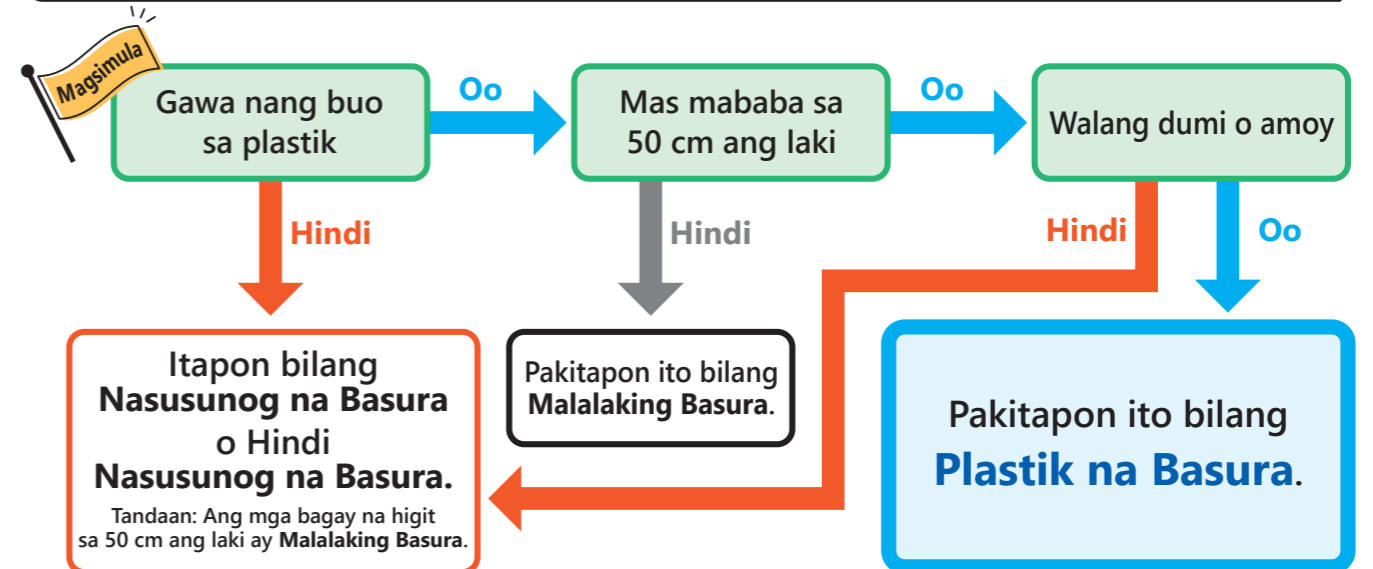 Magsimula
Gawa nang buo
sa plastik
Oo
Mas mababa sa
50 cm ang laki
Oo
Walang dumi o amoy
Hindi
Hindi
Hindi
Oo
Itapon bilang
Nasusunog na Basura
o Hindi
Nasusunog na Basura.
Tandaan: Ang mga bagay na higit
sa 50 cm ang laki ay Malalaking Basura.
Pakitapon ito bilang
Malalaking Basura.
Pakitapon ito bilang
Plastik na Basura.